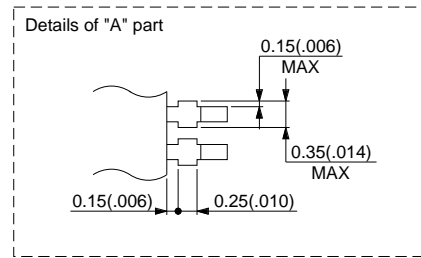 Details of "A" part
0.15(.006)
MAX
0.35(.014)
MAX
0.15(.006)
0.25(.010)